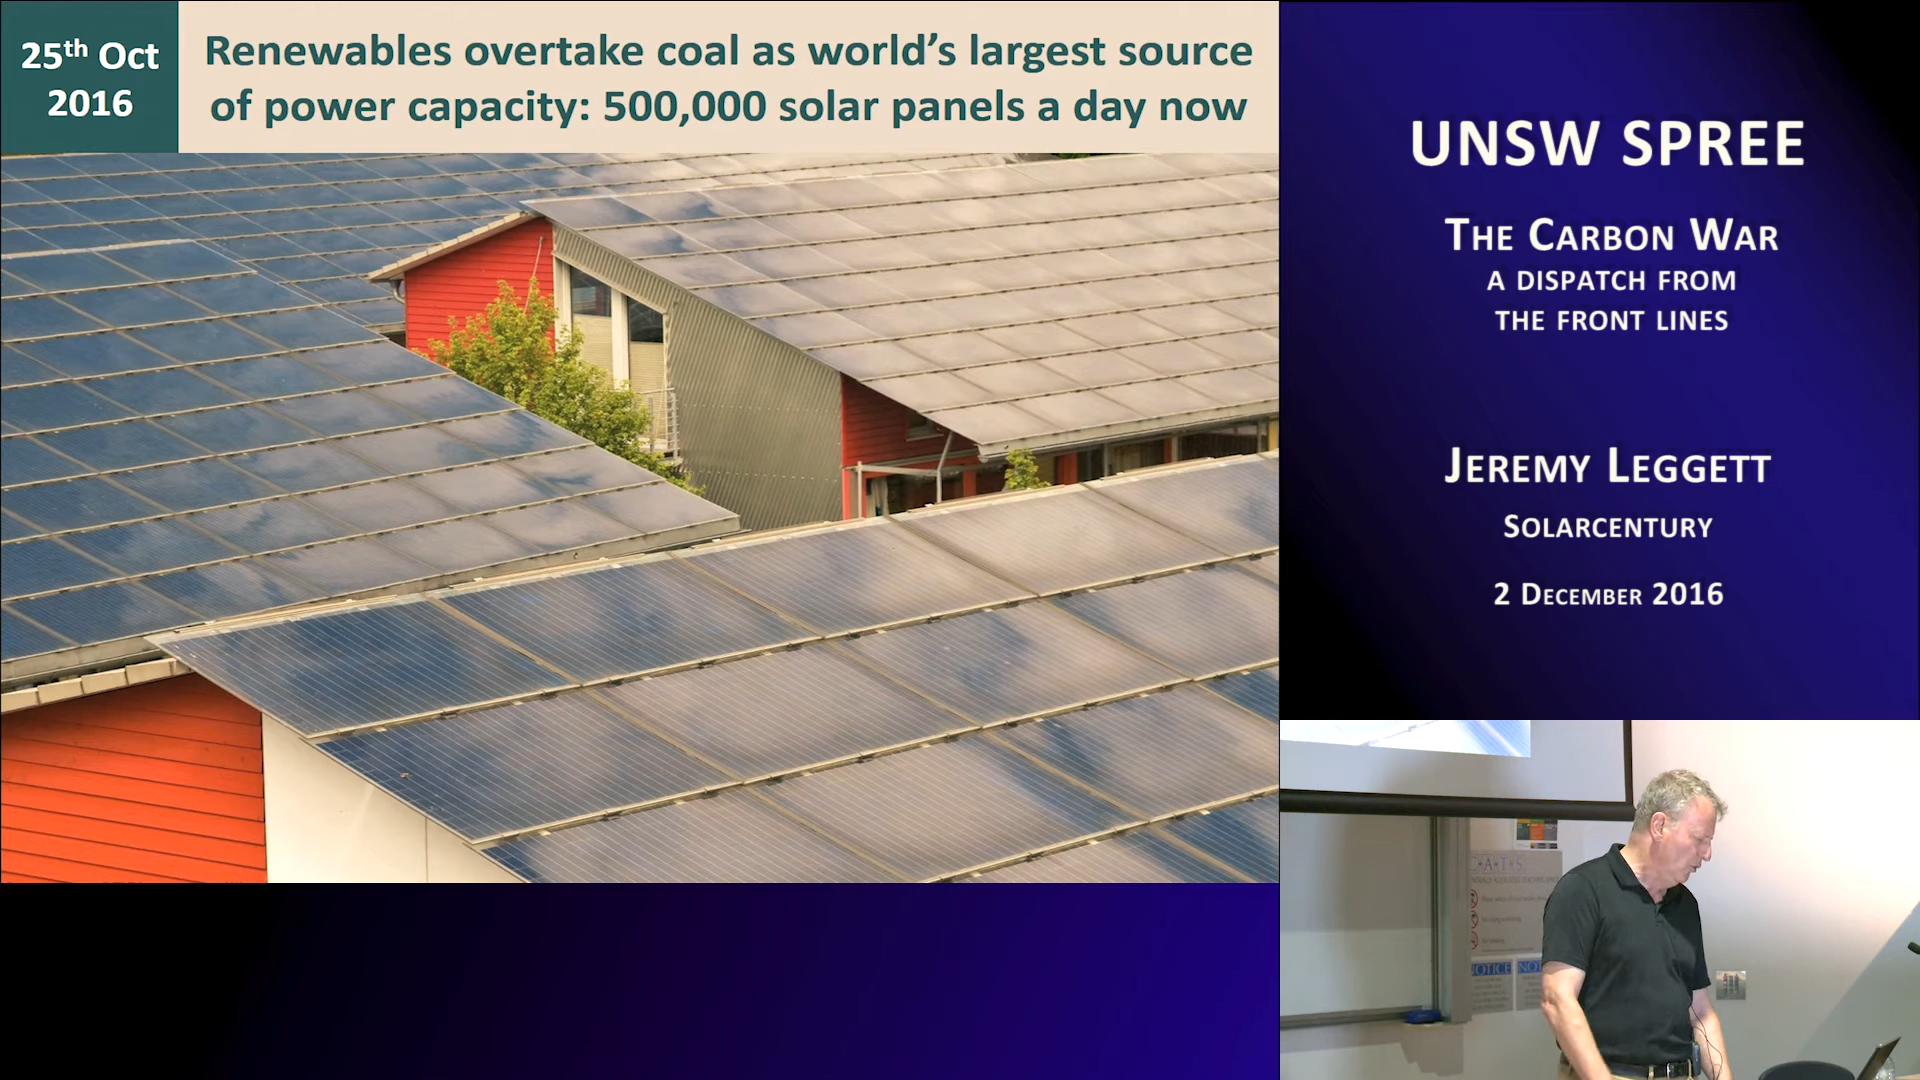 25th Oct
2016
Renewables overtake coal as world's largest source
of power capacity: 500,000 solar panels a day now
UNSW SPREE
THE CARBON WAR
A DISPATCH FROM
THE FRONT LINES
JEREMY LEGGETT
SOLARCENTURY
2 DECEMBER 2016
C·A·T·S
NOTICE